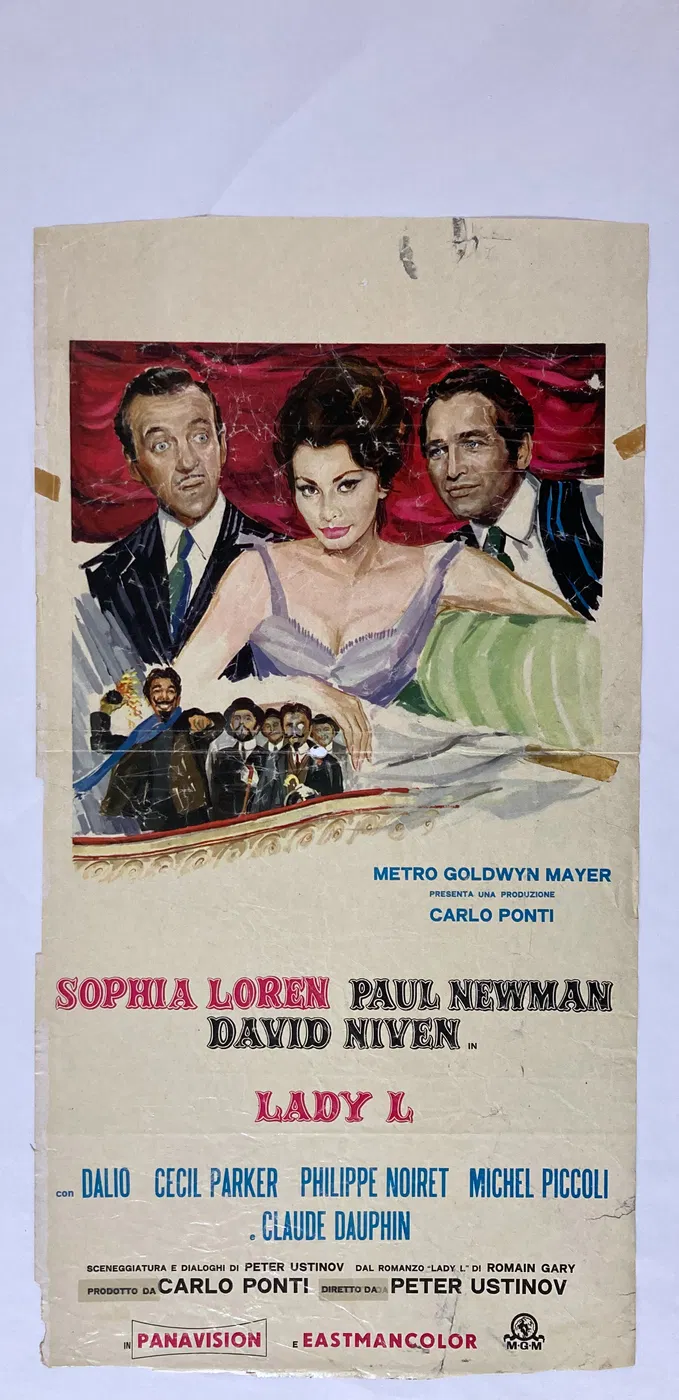 METRO GOLDWYN MAYER
PRESENTA UNA PRODUZIONE
CARLO PONTI
SOPHIA LOREN PAUL NEWMAN
DAVID NIVEN IN
LADY L
con DALIO CECIL PARKER PHILIPPE NOIRET MICHEL PICCOLI
e CLAUDE DAUPHIN
SCENEGGIATURA E DIALOGHI DI PETER USTINOV DAL ROMANZO "LADY L" DI ROMAIN GARY
PRODOTTO DA CARLO PONTI DIRETTO DA PETER USTINOV
IN PANAVISION E EASTMANCOLOR M-G-M